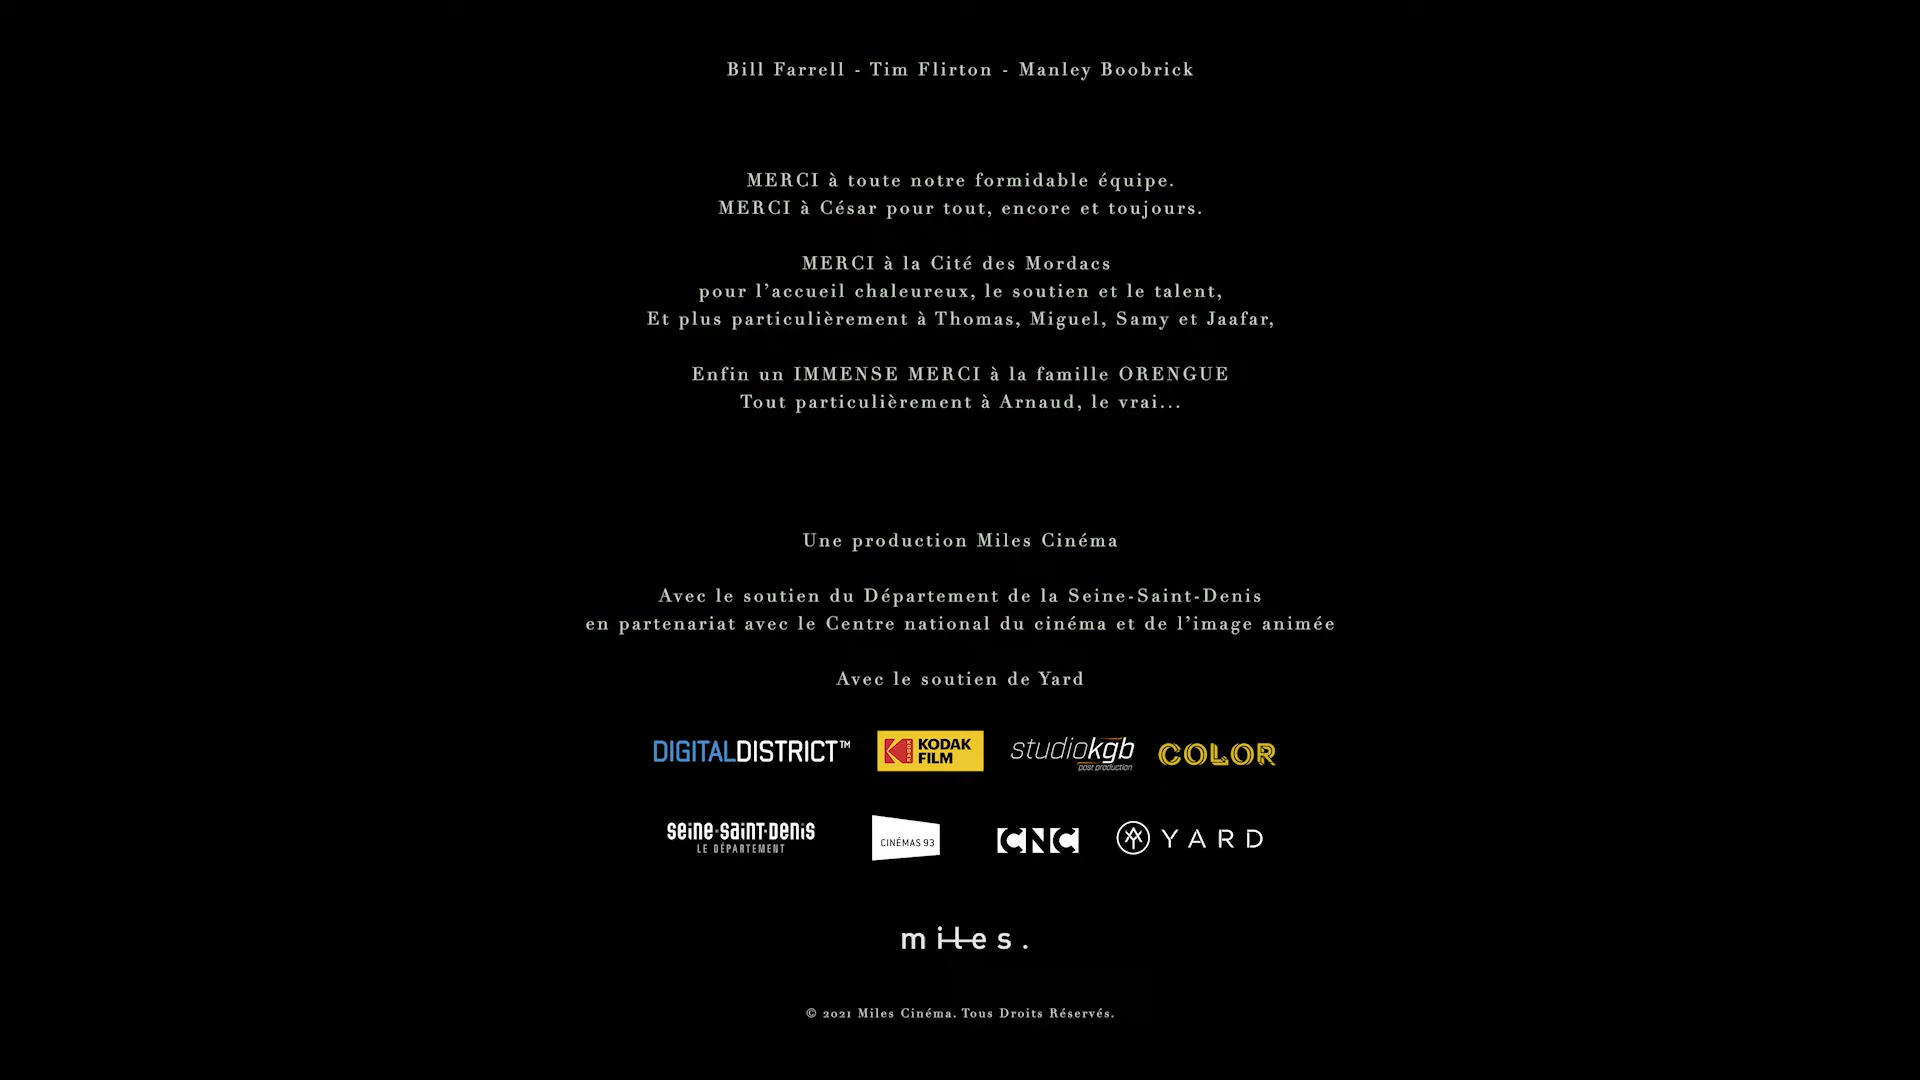 Bill Farrell - Tim Flirton - Manley Boobrick
MERCI à toute notre formidable équipe.
MERCI à César pour tout, encore et toujours.
MERCI à la Cité des Mordacs
pour l’accueil chaleureux, le soutien et le talent,
Et plus particulièrement à Thomas, Miguel, Samy et Jaafar,
Enfin un IMMENSE MERCI à la famille ORENGUE
Tout particulièrement à Arnaud, le vrai...
Une production Miles Cinéma
Avec le soutien du Département de la Seine-Saint-Denis
en partenariat avec le Centre national du cinéma et de l’image animée
Avec le soutien de Yard
DIGITALDISTRICT™ KODAK KODAK FILM studiokgb post production COLOR
seine-saint-denis LE DÉPARTEMENT CINÉMAS 93 CNC YARD
miles.
© 2021 Miles Cinéma. Tous Droits Réservés.